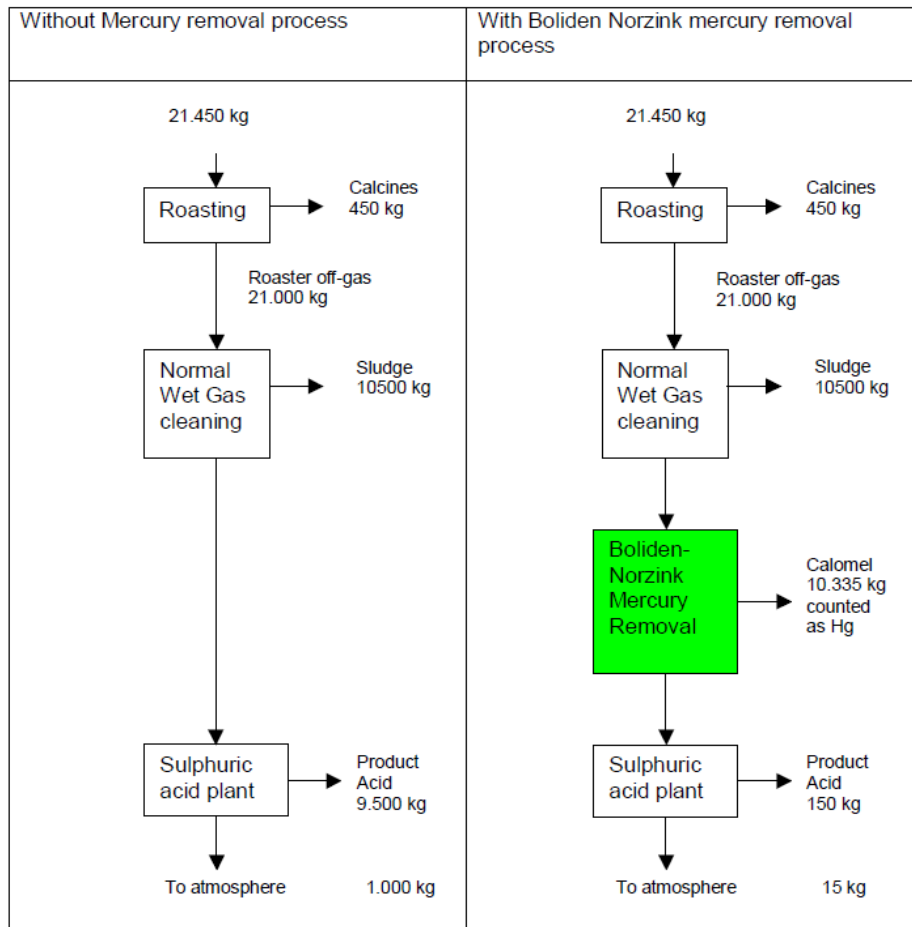 Without Mercury removal process
21.450 kg
Roasting
Calcines
450 kg
Roaster off-gas
21.000 kg
Normal
Wet Gas
cleaning
Sludge
10500 kg
Sulphuric
acid plant
Product
Acid
9.500 kg
To atmosphere 1.000 kg
With Boliden Norzink mercury removal
process
21.450 kg
Roasting
Calcines
450 kg
Roaster off-gas
21.000 kg
Normal
Wet Gas
cleaning
Sludge
10500 kg
Boliden-
Norzink
Mercury
Removal
Calomel
10.335 kg
counted
as Hg
Sulphuric
acid plant
Product
Acid
150 kg
To atmosphere 15 kg